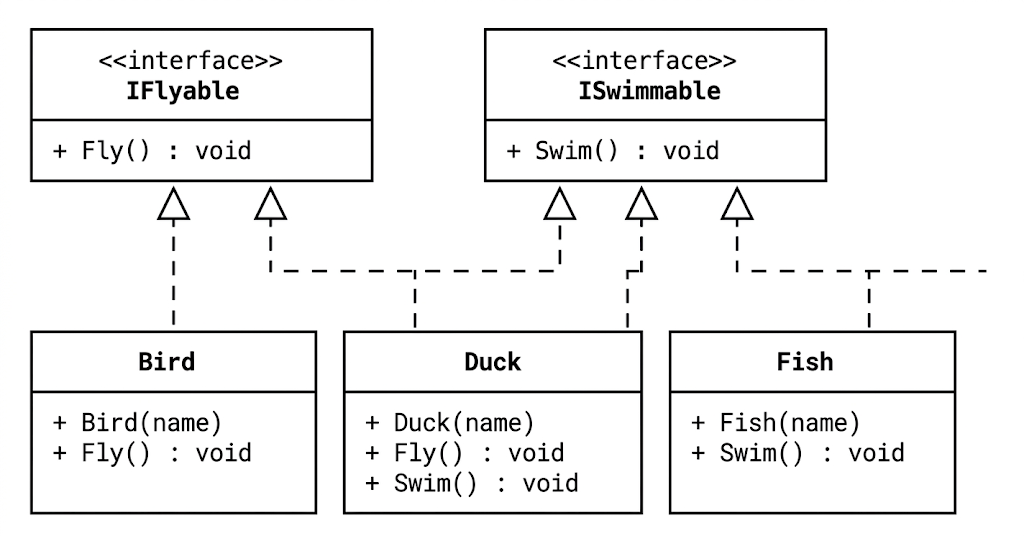 <<interface>>
IFlyable
+ Fly() : void
<<interface>>
ISwimmable
+ Swim() : void
Bird
+ Bird(name)
+ Fly() : void
Duck
+ Duck(name)
+ Fly() : void
+ Swim() : void
Fish
+ Fish(name)
+ Swim() : void